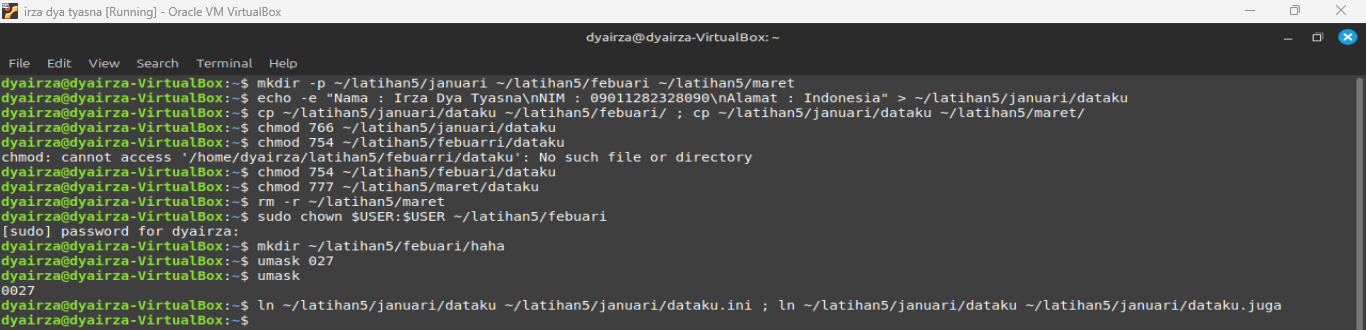 irza dya tyasna [Running] - Oracle VM VirtualBox
dyairza@dyairza-VirtualBox: ~
File Edit View Search Terminal Help
dyairza@dyairza-VirtualBox:~$ mkdir -p ~/latihan5/januari ~/latihan5/febuari ~/latihan5/maret
dyairza@dyairza-VirtualBox:~$ echo -e "Nama : Irza Dya Tyasna\nNIM : 09011282328090\nAlamat : Indonesia" > ~/latihan5/januari/dataku
dyairza@dyairza-VirtualBox:~$ cp ~/latihan5/januari/dataku ~/latihan5/febuari/ ; cp ~/latihan5/januari/dataku ~/latihan5/maret/
dyairza@dyairza-VirtualBox:~$ chmod 766 ~/latihan5/januari/dataku
dyairza@dyairza-VirtualBox:~$ chmod 754 ~/latihan5/febuarri/dataku
chmod: cannot access '/home/dyairza/latihan5/febuarri/dataku': No such file or directory
dyairza@dyairza-VirtualBox:~$ chmod 754 ~/latihan5/febuari/dataku
dyairza@dyairza-VirtualBox:~$ chmod 777 ~/latihan5/maret/dataku
dyairza@dyairza-VirtualBox:~$ rm -r ~/latihan5/maret
dyairza@dyairza-VirtualBox:~$ sudo chown $USER:$USER ~/latihan5/febuari
[sudo] password for dyairza:
dyairza@dyairza-VirtualBox:~$ mkdir ~/latihan5/febuari/haha
dyairza@dyairza-VirtualBox:~$ umask 027
dyairza@dyairza-VirtualBox:~$ umask
0027
dyairza@dyairza-VirtualBox:~$ ln ~/latihan5/januari/dataku ~/latihan5/januari/dataku.ini ; ln ~/latihan5/januari/dataku ~/latihan5/januari/dataku.juga
dyairza@dyairza-VirtualBox:~$